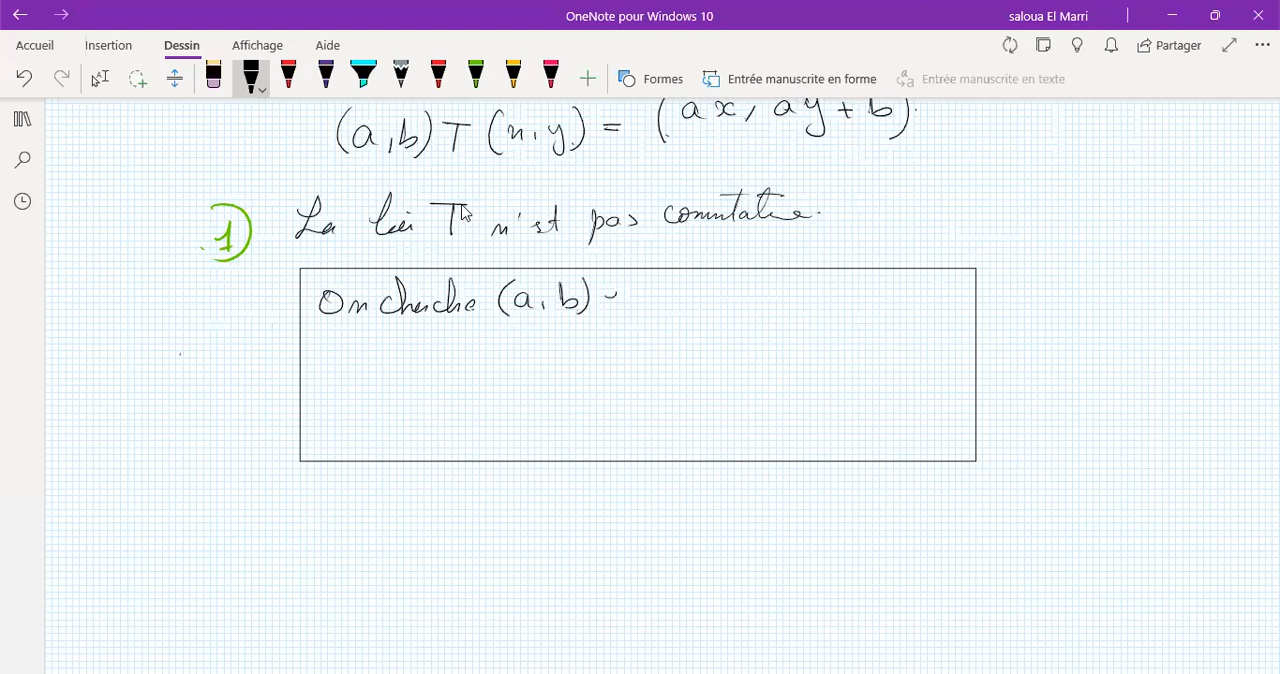 OneNote pour Windows 10
saloua El Marri
Accueil Insertion Dessin Affichage Aide
Partager
Formes
Entrée manuscrite en forme
Entrée manuscrite en texte
(a,b) T (x,y) = (ax, ay + b).
1) La loi T n'est pas commutative.
On cherche (a, b)